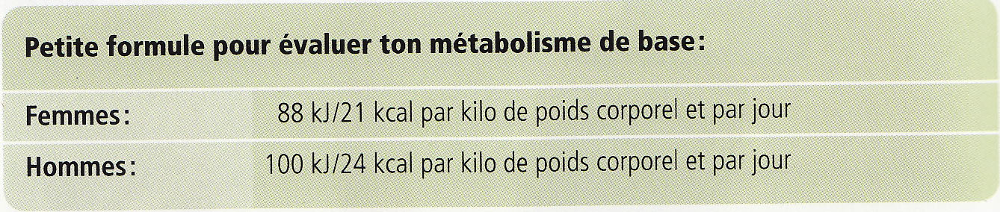 Petite formule pour évaluer ton métabolisme de base:
Femmes: 88 kJ/21 kcal par kilo de poids corporel et par jour
Hommes: 100 kJ/24 kcal par kilo de poids corporel et par jour